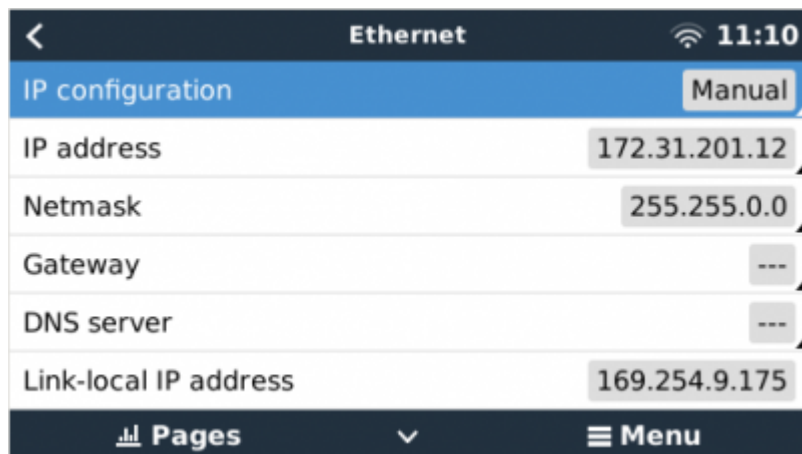 Ethernet 11:10
IP configuration Manual
IP address 172.31.201.12
Netmask 255.255.0.0
Gateway ---
DNS server ---
Link-local IP address 169.254.9.175
Pages Menu